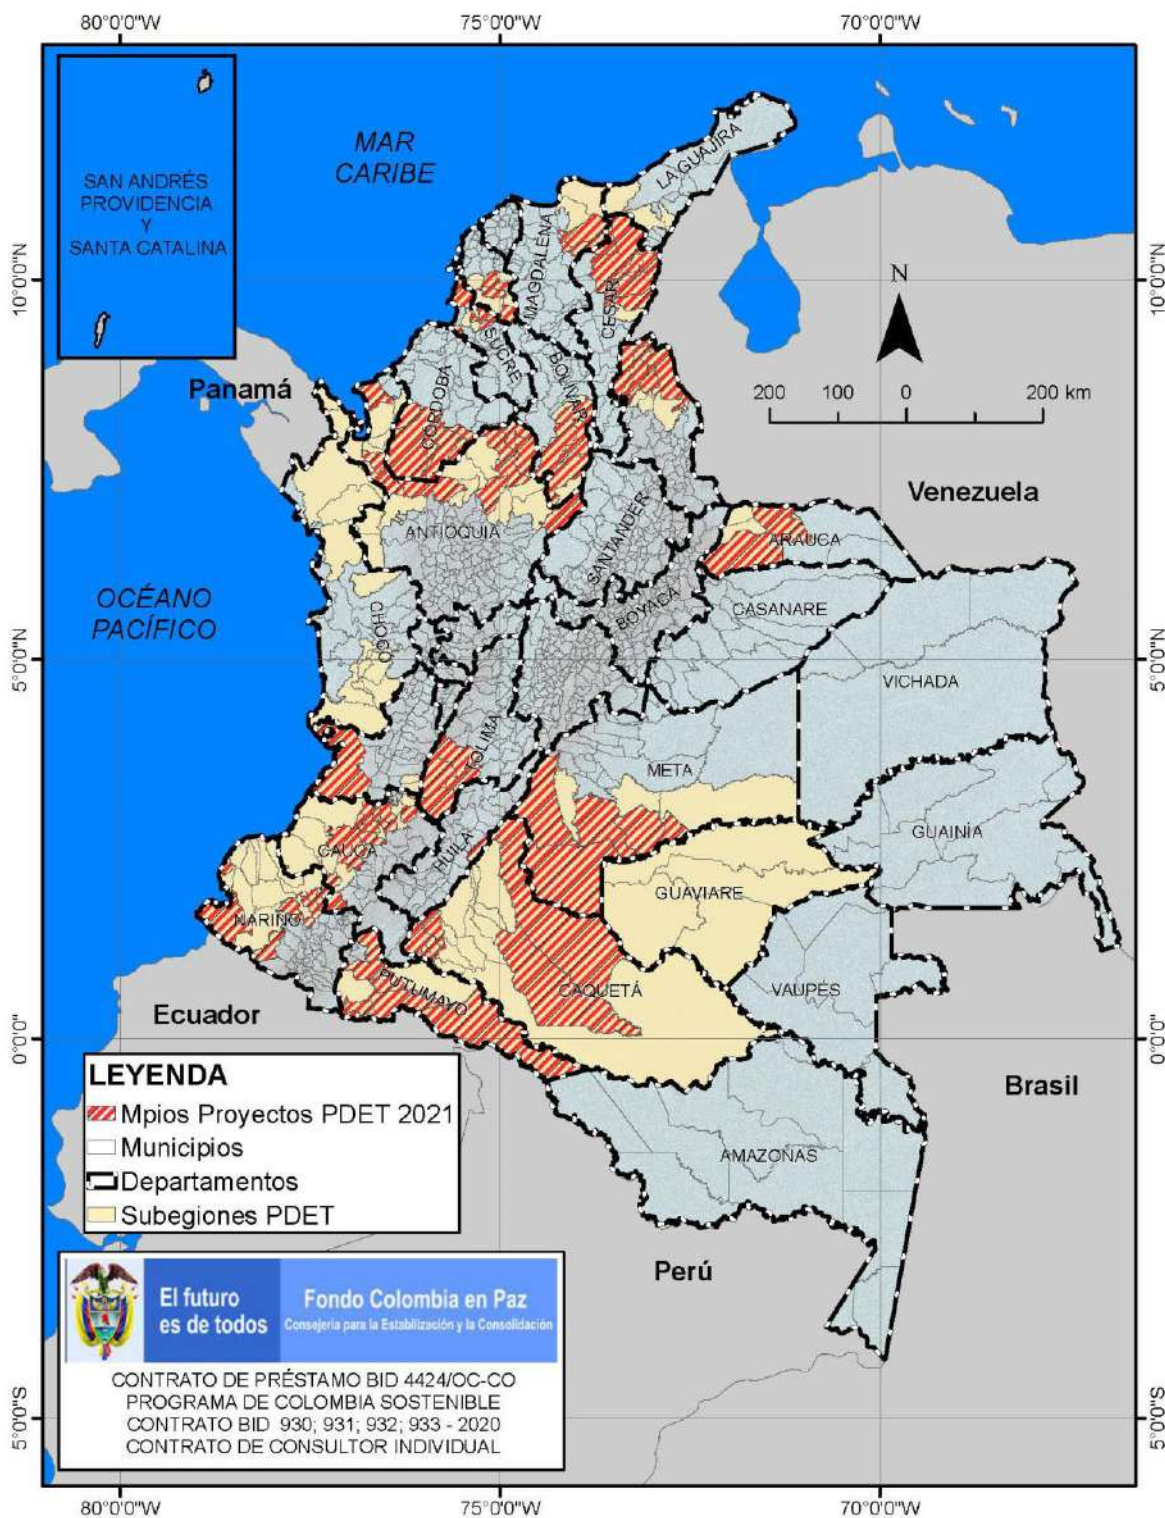 80°0'0"W 75°0'0"W 70°0'0"W
MAR
CARIBE
SAN ANDRÉS
PROVIDENCIA
Y
SANTA CATALINA
LA GUAJIRA
MAGDALENA
CESAR
SUCRE
BOLIVAR
CORDOBA
10°0'0"N
10°0'0"N
N
200 100 0 200 km
Panamá
Venezuela
ANTIOQUIA
SANTANDER
ARAUCA
BOYACA
CASANARE
OCÉANO
PACÍFICO
CHOCO
5°0'0"N
5°0'0"N
VICHADA
TOLIMA
META
GUAINÍA
CAUCA
HUILA
GUAVIARE
NARIÑO
VAUPES
CAQUETÁ
PUTUMAYO
Ecuador
0°0'0"
0°0'0"
Brasil
LEYENDA
Mpios Proyectos PDET 2021
Municipios
Departamentos
Subegiones PDET
AMAZONAS
Perú
El futuro
es de todos
Fondo Colombia en Paz
Consejería para la Estabilización y la Consolidación
CONTRATO DE PRÉSTAMO BID 4424/OC-CO
PROGRAMA DE COLOMBIA SOSTENIBLE
CONTRATO BID 930; 931; 932; 933 - 2020
CONTRATO DE CONSULTOR INDIVIDUAL
5°0'0"S
5°0'0"S
80°0'0"W 75°0'0"W 70°0'0"W